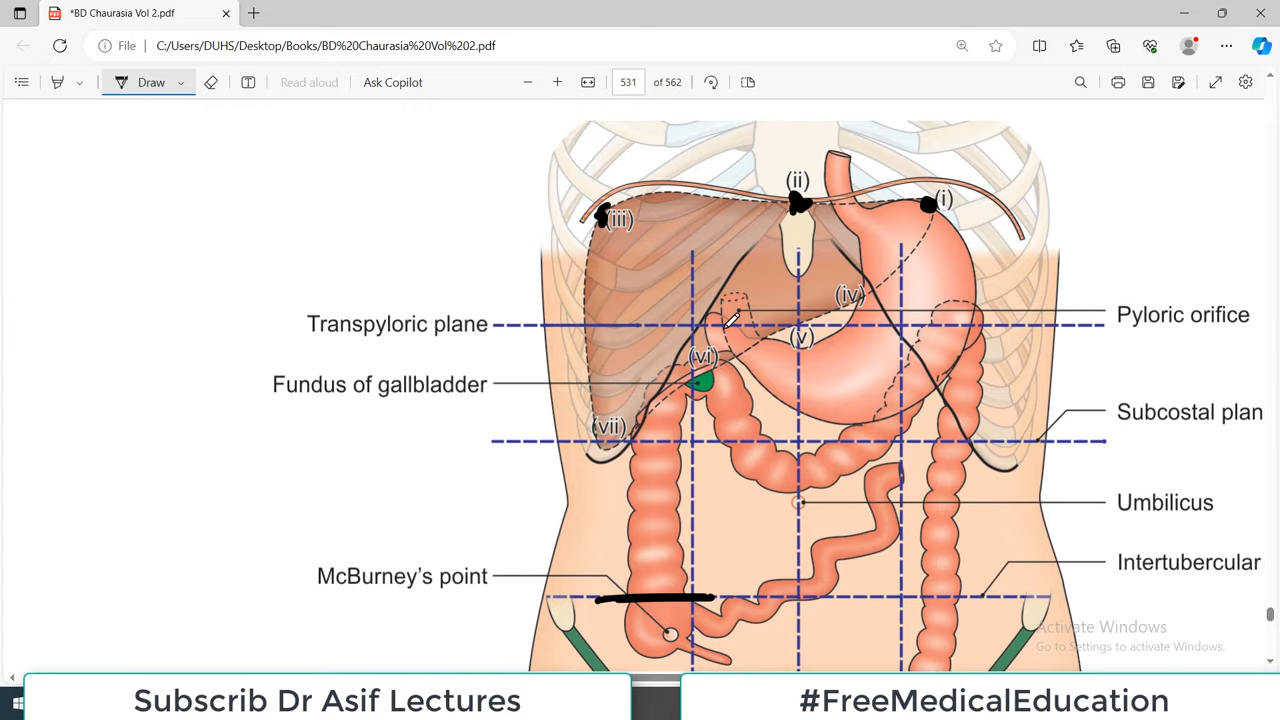 *BD Chaurasia Vol 2.pdf
File
C:/Users/DUHS/Desktop/Books/BD%20Chaurasia%20Vol%202.pdf
Draw
Read aloud
Ask Copilot
531 of 562
(ii)
(i)
(iii)
(iv)
Pyloric orifice
Transpyloric plane
(v)
(vi)
Fundus of gallbladder
Subcostal plan
(vii)
Umbilicus
Intertubercular
McBurney's point
Activate Windows
Go to Settings to activate Windows.
Subscrib Dr Asif Lectures
#FreeMedicalEducation